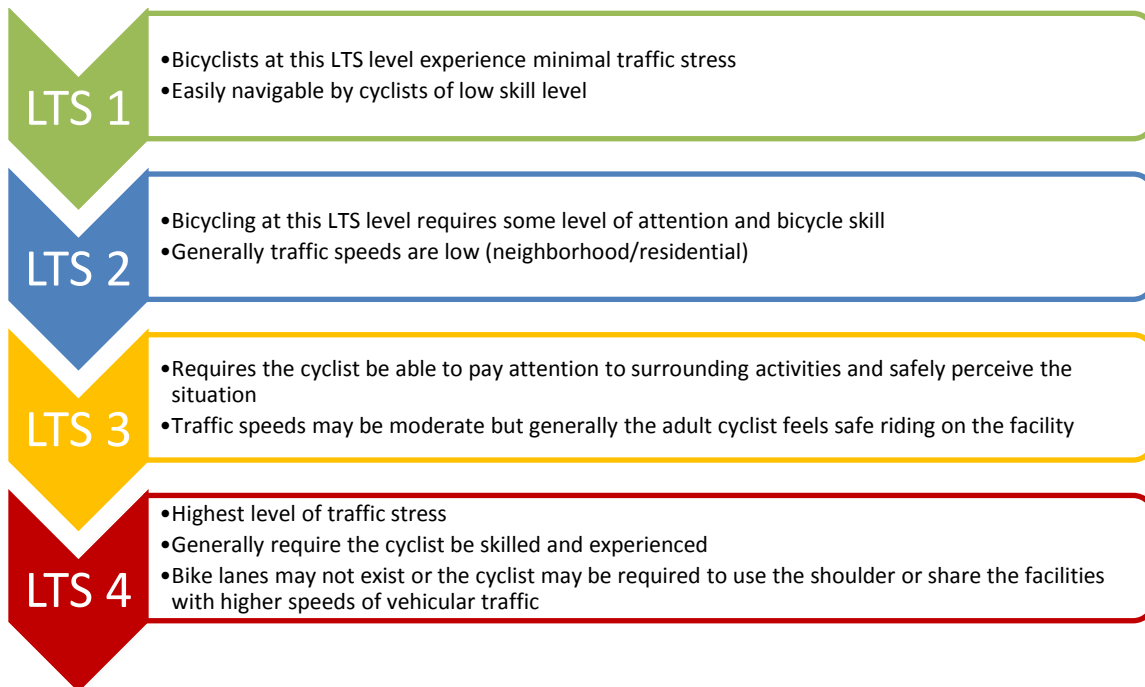 LTS 1
•Bicyclists at this LTS level experience minimal traffic stress
•Easily navigable by cyclists of low skill level
LTS 2
•Bicycling at this LTS level requires some level of attention and bicycle skill
•Generally traffic speeds are low (neighborhood/residential)
LTS 3
•Requires the cyclist be able to pay attention to surrounding activities and safely perceive the
situation
•Traffic speeds may be moderate but generally the adult cyclist feels safe riding on the facility
LTS 4
•Highest level of traffic stress
•Generally require the cyclist be skilled and experienced
•Bike lanes may not exist or the cyclist may be required to use the shoulder or share the facilities
with higher speeds of vehicular traffic